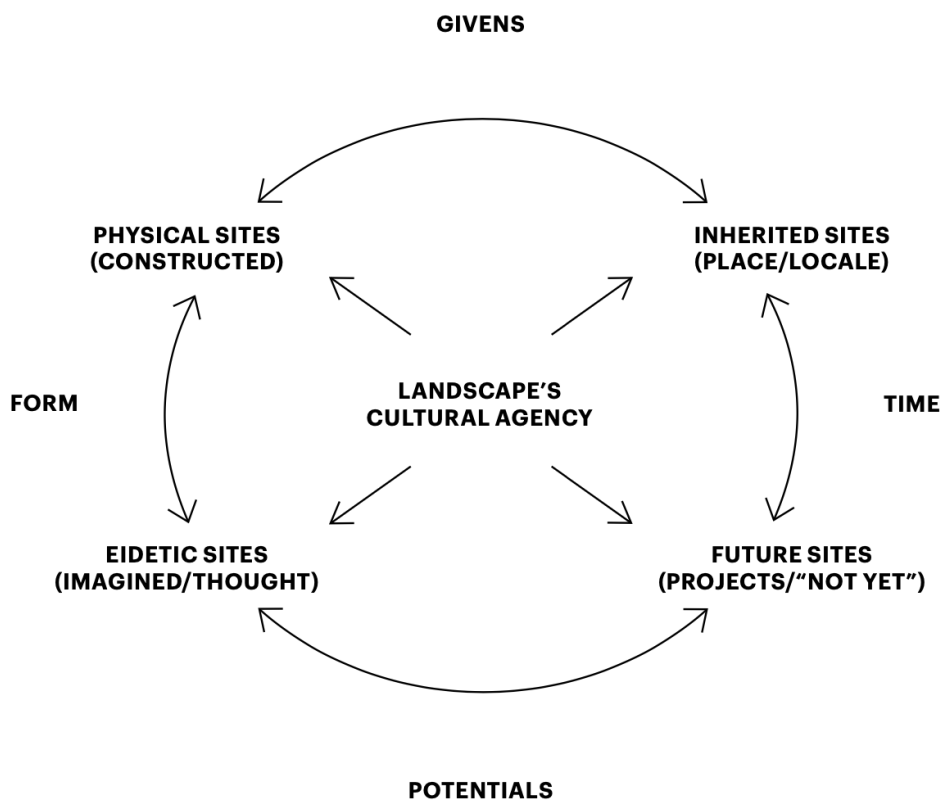 GIVENS
PHYSICAL SITES
(CONSTRUCTED)
INHERITED SITES
(PLACE/LOCALE)
FORM
LANDSCAPE’S
CULTURAL AGENCY
TIME
EIDETIC SITES
(IMAGINED/THOUGHT)
FUTURE SITES
(PROJECTS/“NOT YET”)
POTENTIALS